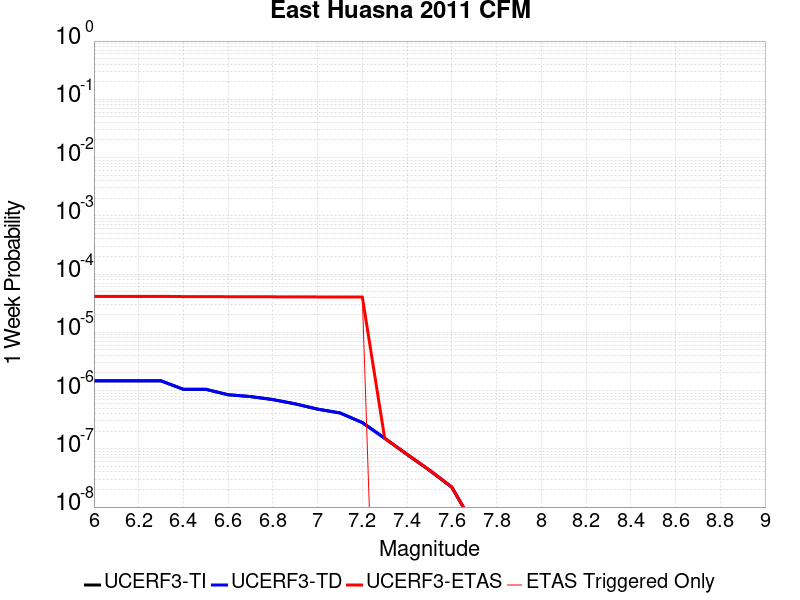 East Huasna 2011 CFM
10^0
10^-1
10^-2
10^-3
10^-4
10^-5
10^-6
10^-7
10^-8
1 Week Probability
6 6.2 6.4 6.6 6.8 7 7.2 7.4 7.6 7.8 8 8.2 8.4 8.6 8.8 9
Magnitude
UCERF3-TI UCERF3-TD UCERF3-ETAS ETAS Triggered Only